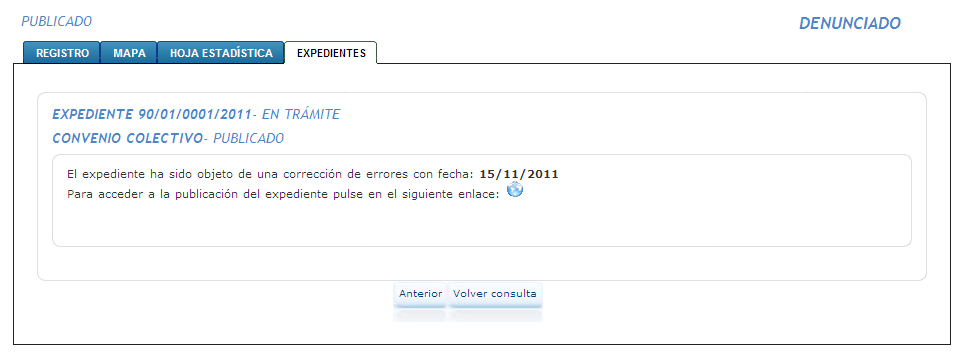 PUBLICADO
DENUNCIADO
REGISTRO
MAPA
HOJA ESTADÍSTICA
EXPEDIENTES
EXPEDIENTE 90/01/0001/2011- EN TRÁMITE
CONVENIO COLECTIVO- PUBLICADO
El expediente ha sido objeto de una corrección de errores con fecha: 15/11/2011
Para acceder a la publicación del expediente pulse en el siguiente enlace:
Anterior
Volver consulta